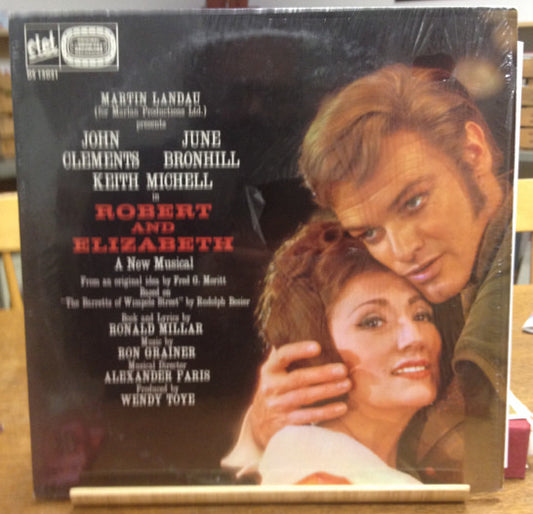 MARTIN LANDAU
(for Marlan Productions Ltd.)
presents
JOHN JUNE
CLEMENTS BRONHILL
KEITH MICHELL
in
ROBERT
AND
ELIZABETH
A New Musical
From an original idea by Fred G. Moritt
Based on
"The Barretts of Wimpole Street" by Rudolph Besier
Book and Lyrics by
RONALD MILLAR
Music by
RON GRAINER
Musical Director
ALEXANDER FARIS
Produced by
WENDY TOYE